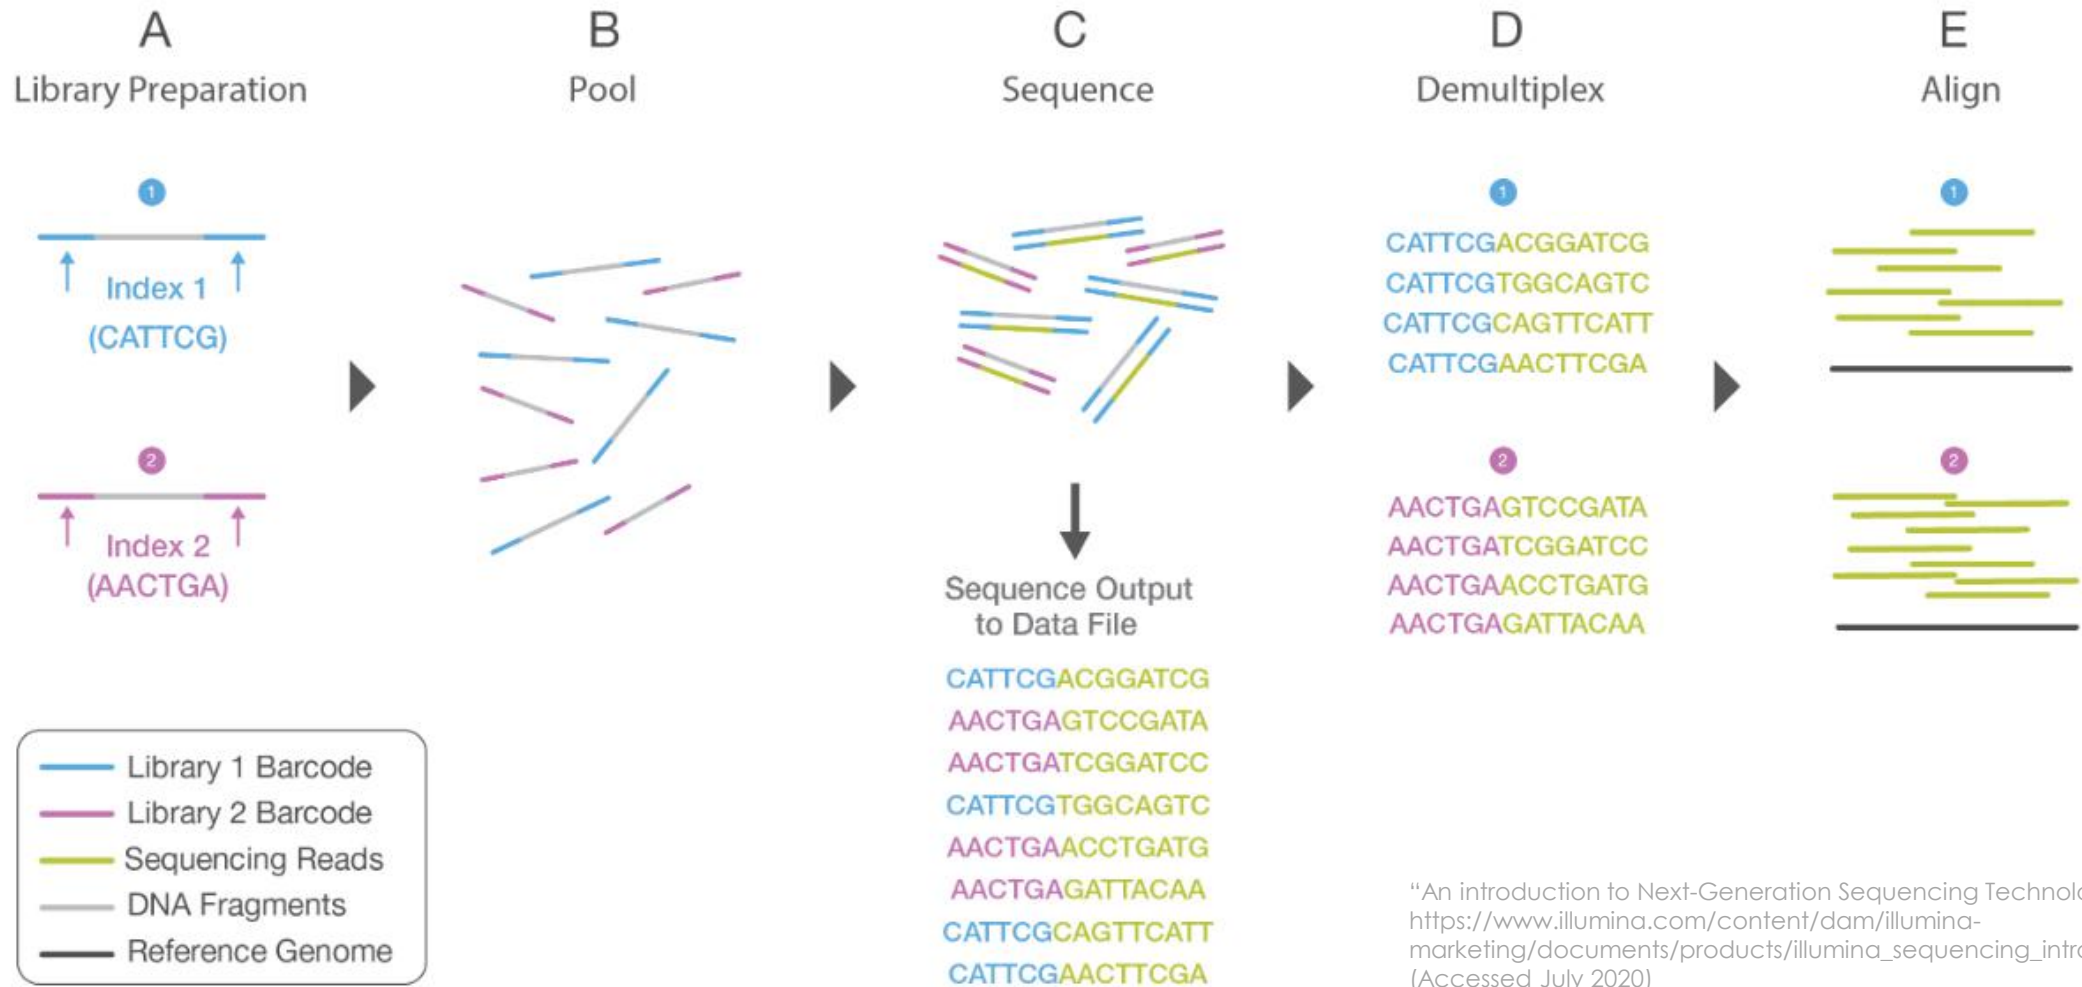 A
Library Preparation
1
Index 1
(CATTCG)
2
Index 2
(AACTGA)
B
Pool
C
Sequence
Sequence Output
to Data File
CATTCGACGGATCG
AACTGAGTCCGATA
AACTGATCGGATCC
CATTCGTGGCAGTC
AACTGAACCTGATG
AACTGAGATTACAA
CATTCGCAGTTCATT
CATTCGAACTTCGA
D
Demultiplex
1
CATTCGACGGATCG
CATTCGTGGCAGTC
CATTCGCAGTTCATT
CATTCGAACTTCGA
2
AACTGAGTCCGATA
AACTGATCGGATCC
AACTGAACCTGATG
AACTGAGATTACAA
E
Align
1
2
Library 1 Barcode
Library 2 Barcode
Sequencing Reads
DNA Fragments
Reference Genome
“An introduction to Next-Generation Sequencing Technolo
https://www.illumina.com/content/dam/illumina-
marketing/documents/products/illumina_sequencing_intro
(Accessed July 2020)